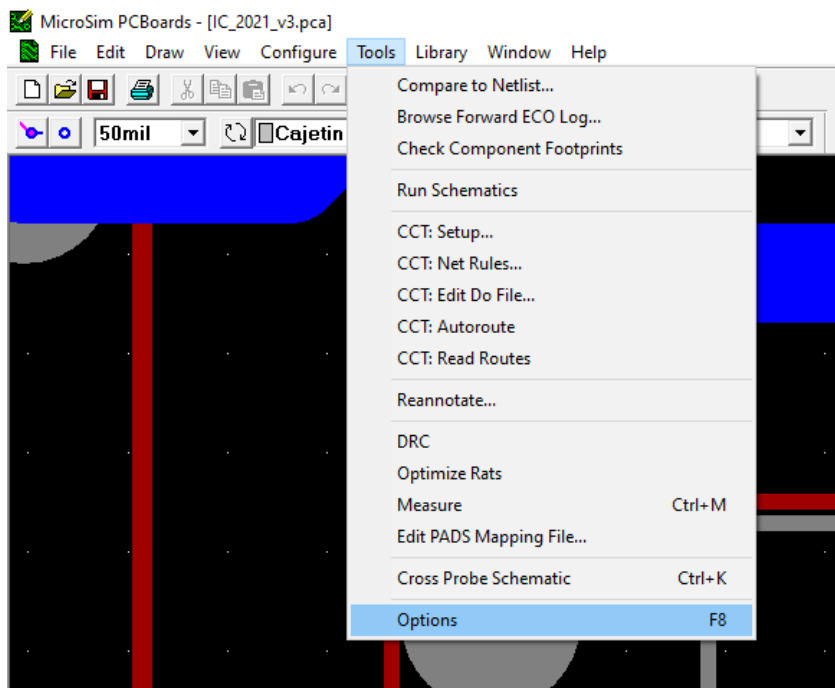 MicroSim PCBoards - [IC_2021_v3.pca]
File Edit Draw View Configure Tools Library Window Help
50mil Cajetin
Compare to Netlist...
Browse Forward ECO Log...
Check Component Footprints
Run Schematics
CCT: Setup...
CCT: Net Rules...
CCT: Edit Do File...
CCT: Autoroute
CCT: Read Routes
Reannotate...
DRC
Optimize Rats
Measure Ctrl+M
Edit PADS Mapping File...
Cross Probe Schematic Ctrl+K
Options F8